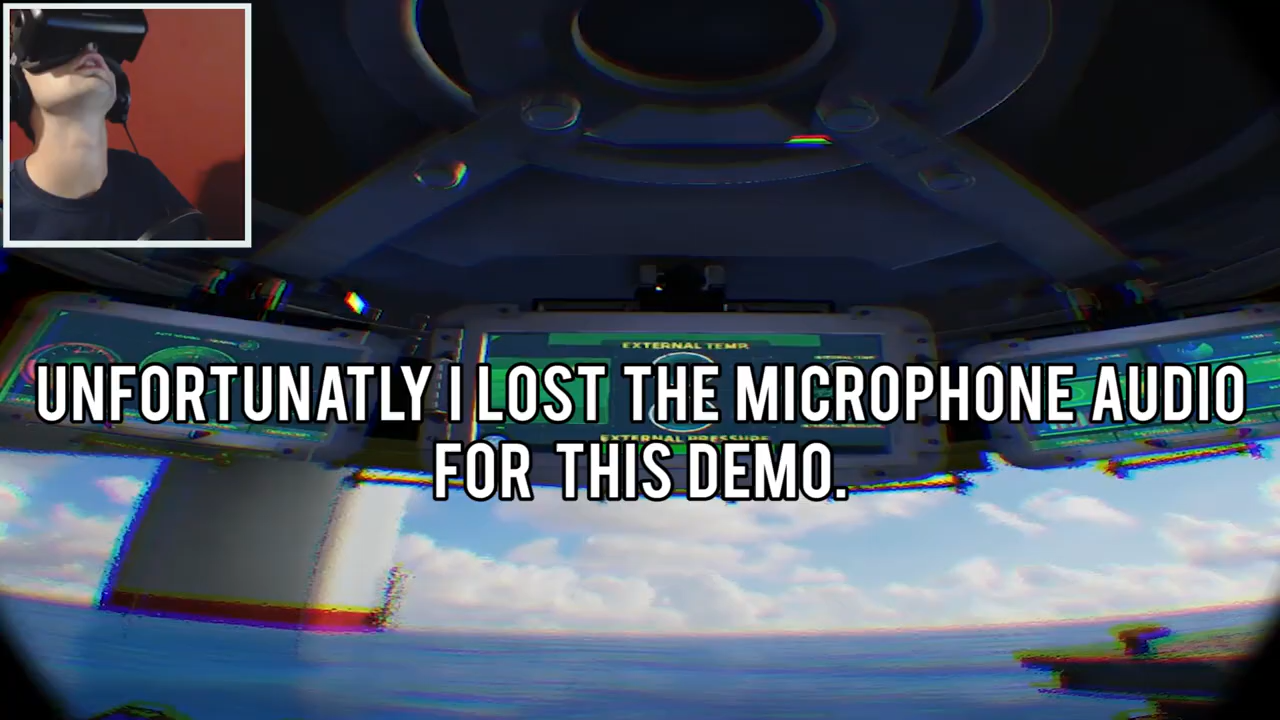 EXTERNAL TEMP.
UNFORTUNATLY I LOST THE MICROPHONE AUDIO
EXTERNAL PRESSURE
FOR THIS DEMO.